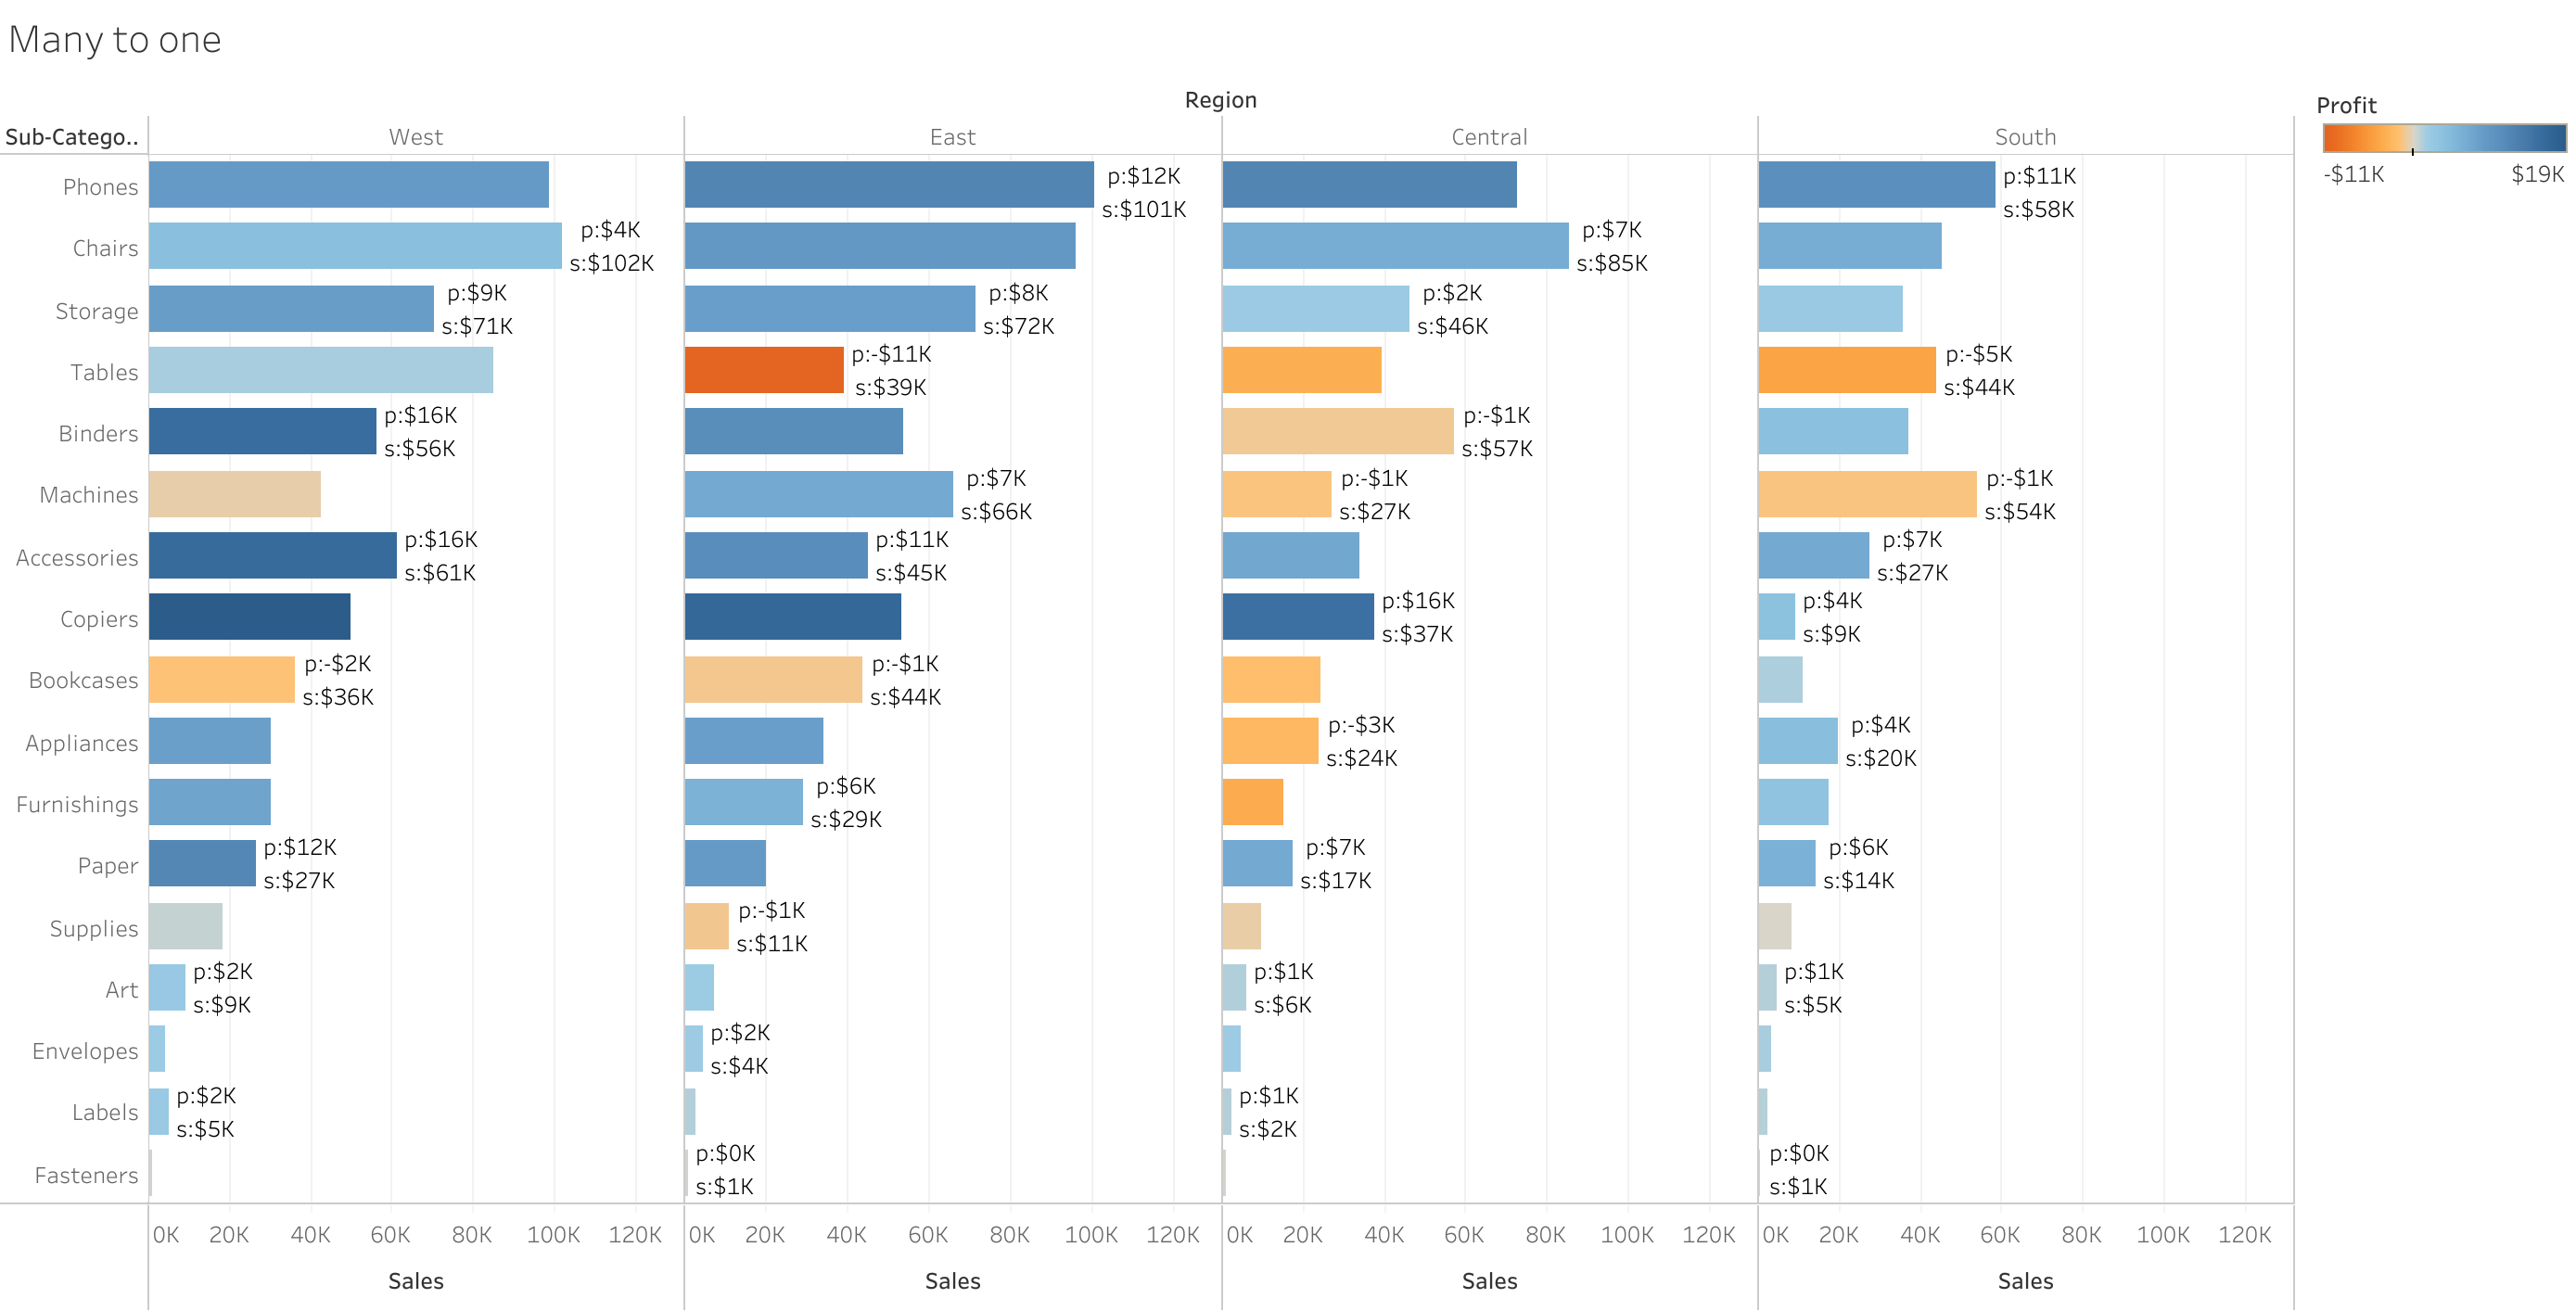 Many to one
Region
Profit
-$11K $19K
Sub-Catego.. West East Central South
Phones
p:$12K
s:$101K
p:$11K
s:$58K
Chairs
p:$4K
s:$102K
p:$7K
s:$85K
Storage
p:$9K
s:$71K
p:$8K
s:$72K
p:$2K
s:$46K
Tables
p:-$11K
s:$39K
p:-$5K
s:$44K
Binders
p:$16K
s:$56K
p:-$1K
s:$57K
Machines
p:$7K
s:$66K
p:-$1K
s:$27K
p:-$1K
s:$54K
Accessories
p:$16K
s:$61K
p:$11K
s:$45K
p:$7K
s:$27K
Copiers
p:$16K
s:$37K
p:$4K
s:$9K
Bookcases
p:-$2K
s:$36K
p:-$1K
s:$44K
Appliances
p:-$3K
s:$24K
p:$4K
s:$20K
Furnishings
p:$6K
s:$29K
Paper
p:$12K
s:$27K
p:$7K
s:$17K
p:$6K
s:$14K
Supplies
p:-$1K
s:$11K
Art
p:$2K
s:$9K
p:$1K
s:$6K
p:$1K
s:$5K
Envelopes
p:$2K
s:$4K
Labels
p:$2K
s:$5K
p:$1K
s:$2K
Fasteners
p:$0K
s:$1K
p:$0K
s:$1K
0K 20K 40K 60K 80K 100K 120K 0K 20K 40K 60K 80K 100K 120K 0K 20K 40K 60K 80K 100K 120K 0K 20K 40K 60K 80K 100K 120K
Sales Sales Sales Sales